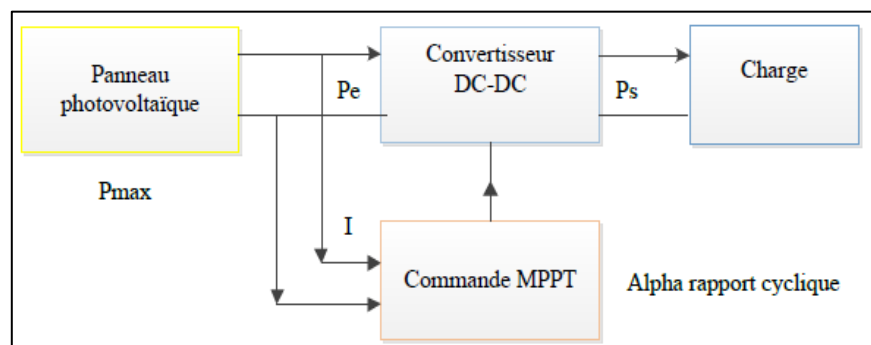 Panneau
photovoltaïque
Convertisseur
DC-DC
Charge
Pe
Ps
Pmax
I
Commande MPPT
Alpha rapport cyclique